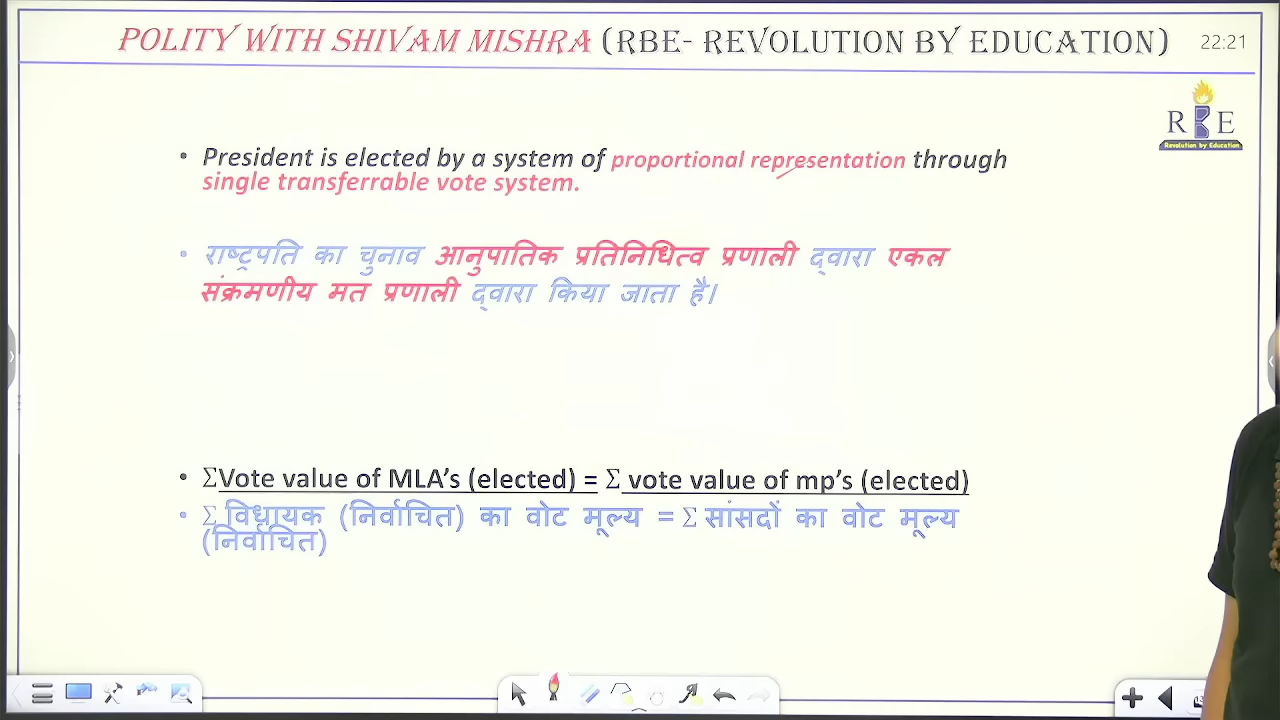 POLITY WITH SHIVAM MISHRA (RBE- REVOLUTION BY EDUCATION) 22:21
RBE
Revolution by Education
• President is elected by a system of proportional representation through
single transferrable vote system.
• राष्ट्रपति का चुनाव आनुपातिक प्रतिनिधित्व प्रणाली द्वारा एकल
संक्रमणीय मत प्रणाली द्वारा किया जाता है।
• ΣVote value of MLA’s (elected) = Σ vote value of mp’s (elected)
• Σ विधायक (निर्वाचित) का वोट मूल्य = Σ सांसदों का वोट मूल्य
(निर्वाचित)